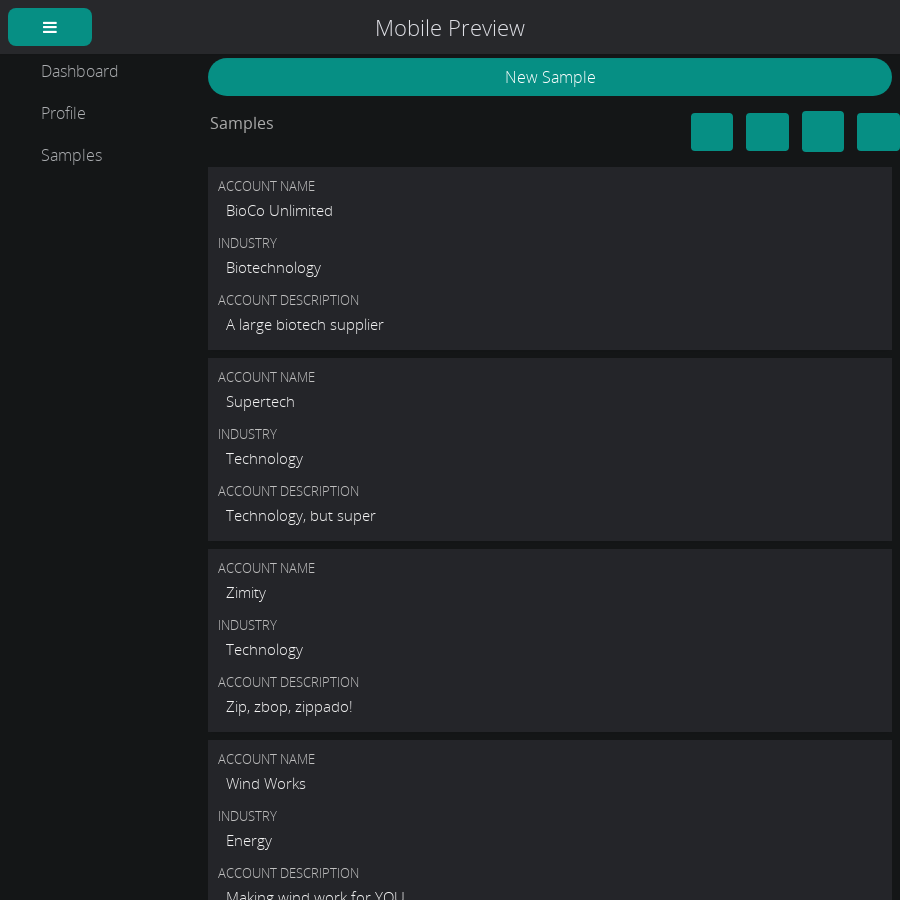 Mobile Preview
Dashboard
Profile
Samples
New Sample
Samples
ACCOUNT NAME
BioCo Unlimited
INDUSTRY
Biotechnology
ACCOUNT DESCRIPTION
A large biotech supplier
ACCOUNT NAME
Supertech
INDUSTRY
Technology
ACCOUNT DESCRIPTION
Technology, but super
ACCOUNT NAME
Zimity
INDUSTRY
Technology
ACCOUNT DESCRIPTION
Zip, zbop, zippado!
ACCOUNT NAME
Wind Works
INDUSTRY
Energy
ACCOUNT DESCRIPTION
Making wind work for YOU